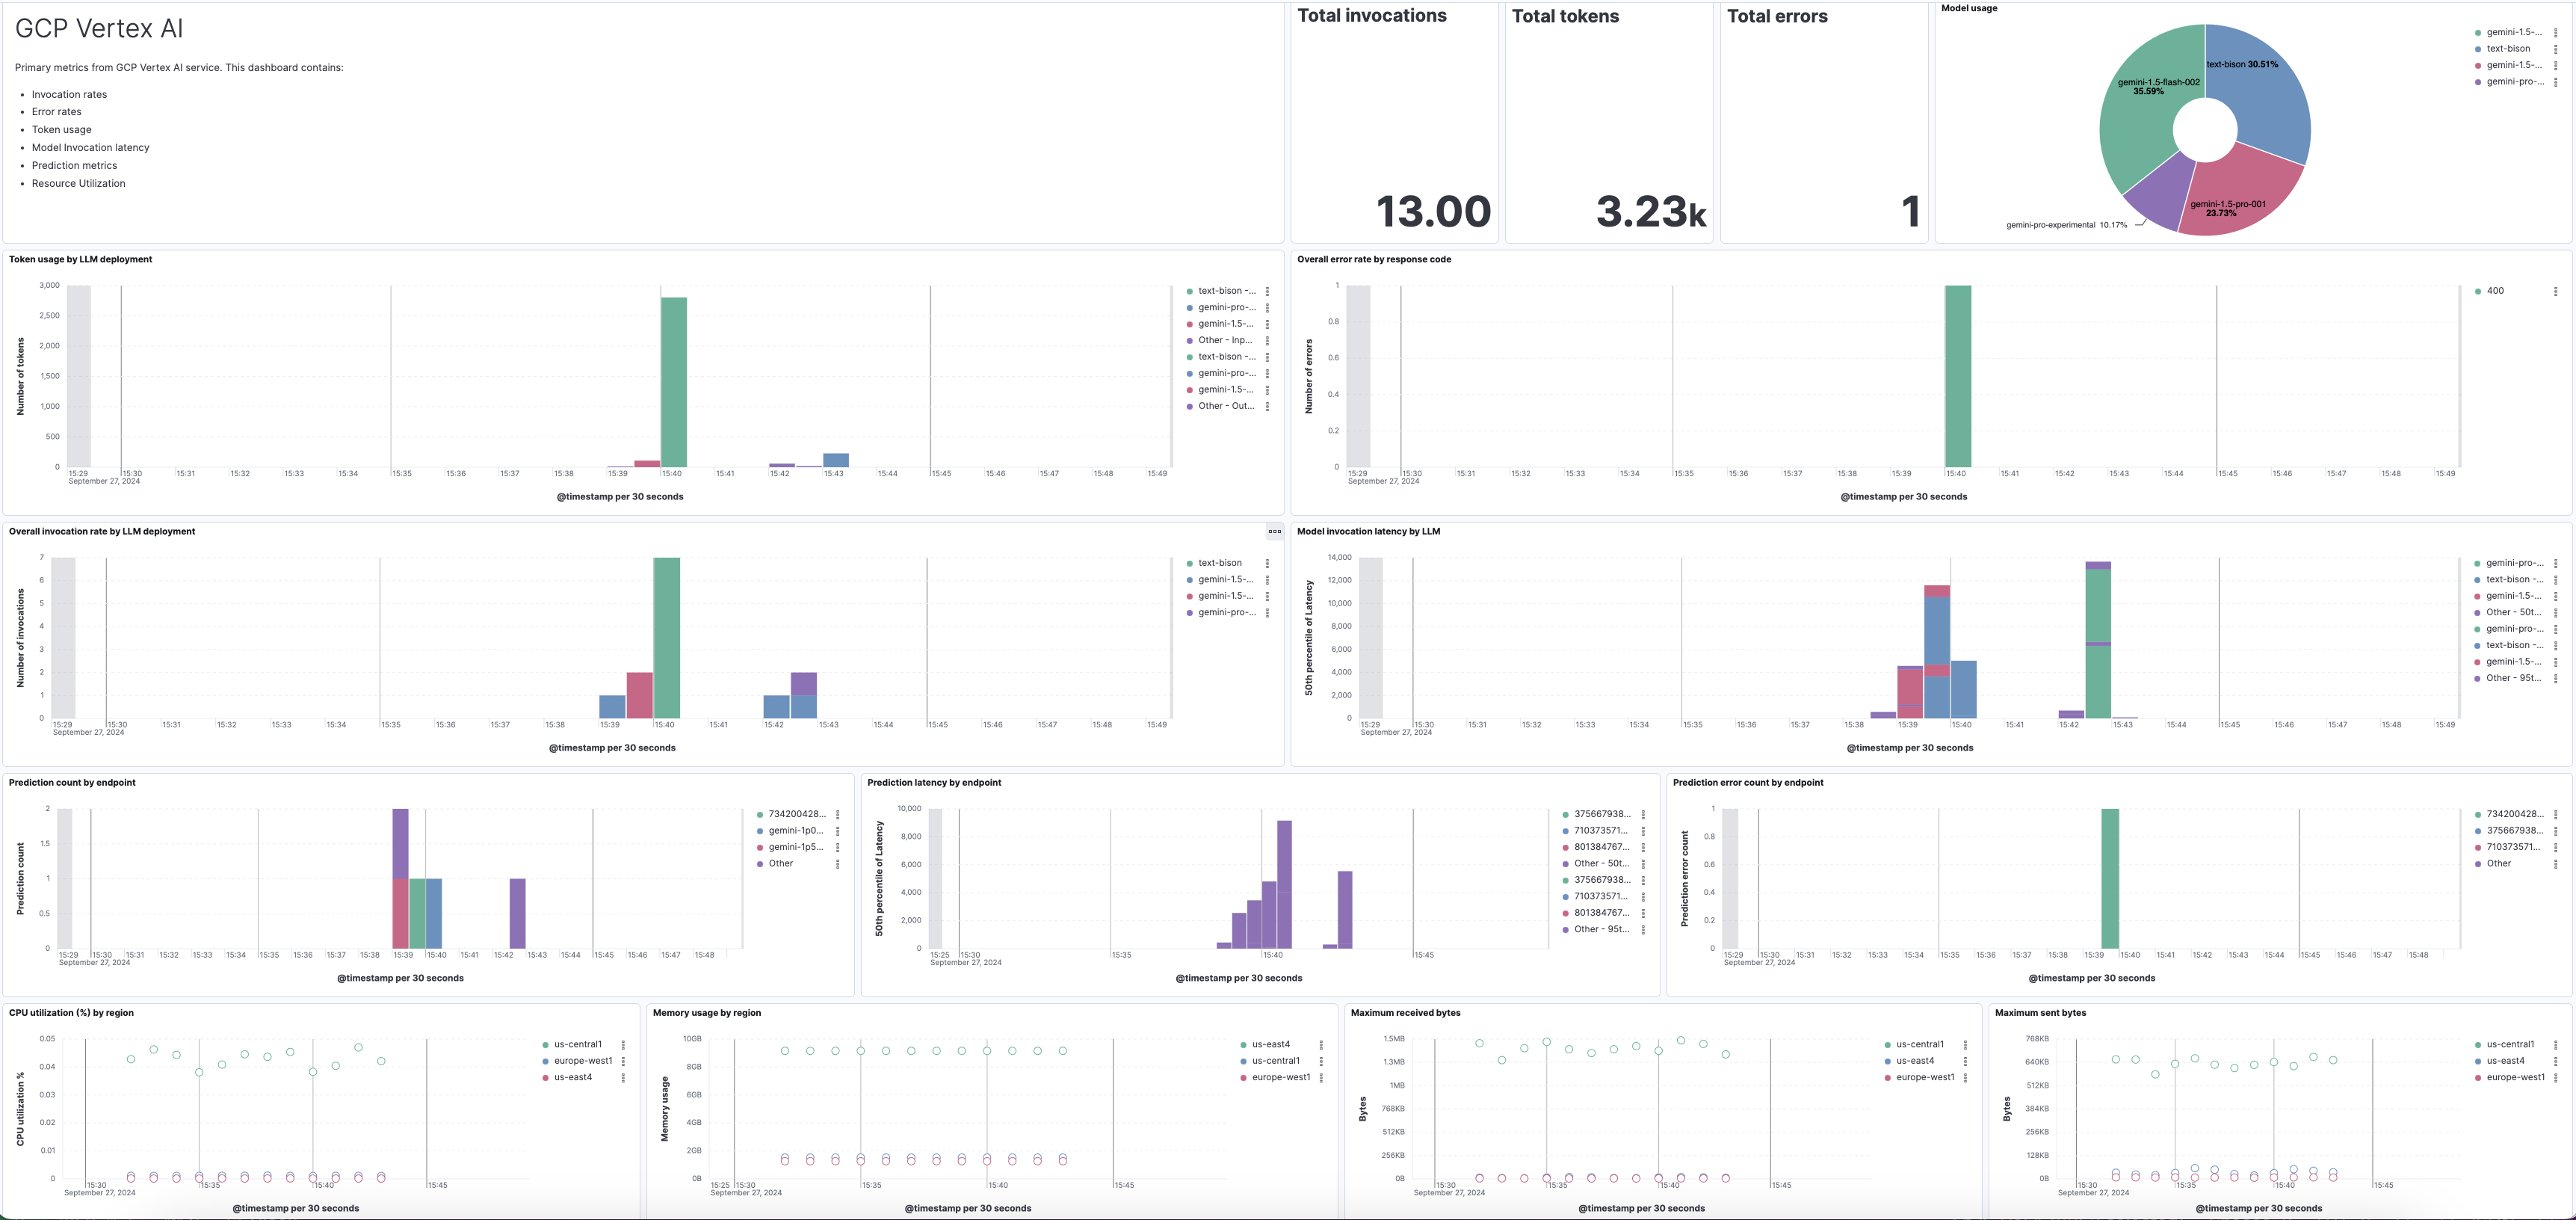 GCP Vertex AI
Primary metrics from GCP Vertex AI service. This dashboard contains:
Invocation rates
Error rates
Token usage
Model Invocation latency
Prediction metrics
Resource Utilization
Total invocations
13.00
Total tokens
3.23k
Total errors
1
Model usage
gemini-1.5-flash-002
35.59%
text-bison 30.51%
gemini-1.5-pro-001
23.73%
gemini-pro-experimental 10.17%
gemini-1.5-...
text-bison
gemini-1.5-...
gemini-pro-...
Token usage by LLM deployment
Number of tokens
3,000
2,500
2,000
1,500
1,000
500
0
15:29 15:30 15:31 15:32 15:33 15:34 15:35 15:36 15:37 15:38 15:39 15:40 15:41 15:42 15:43 15:44 15:45 15:46 15:47 15:48 15:49
September 27, 2024
@timestamp per 30 seconds
text-bison -...
gemini-pro-...
gemini-1.5-...
Other - Inp...
text-bison -...
gemini-pro-...
gemini-1.5-...
Other - Out...
Overall error rate by response code
Number of errors
1
0.8
0.6
0.4
0.2
0
15:29 15:30 15:31 15:32 15:33 15:34 15:35 15:36 15:37 15:38 15:39 15:40 15:41 15:42 15:43 15:44 15:45 15:46 15:47 15:48 15:49
September 27, 2024
@timestamp per 30 seconds
400
Overall invocation rate by LLM deployment
Number of invocations
7
6
5
4
3
2
1
0
15:29 15:30 15:31 15:32 15:33 15:34 15:35 15:36 15:37 15:38 15:39 15:40 15:41 15:42 15:43 15:44 15:45 15:46 15:47 15:48 15:49
September 27, 2024
@timestamp per 30 seconds
text-bison
gemini-1.5-...
gemini-1.5-...
gemini-pro-...
Model invocation latency by LLM
50th percentile of Latency
14,000
12,000
10,000
8,000
6,000
4,000
2,000
0
15:29 15:30 15:31 15:32 15:33 15:34 15:35 15:36 15:37 15:38 15:39 15:40 15:41 15:42 15:43 15:44 15:45 15:46 15:47 15:48 15:49
September 27, 2024
@timestamp per 30 seconds
gemini-pro-...
text-bison -...
gemini-1.5-...
Other - 50t...
gemini-pro-...
text-bison -...
gemini-1.5-...
Other - 95t...
Prediction count by endpoint
Prediction count
2
1.5
1
0.5
0
15:29 15:30 15:31 15:32 15:33 15:34 15:35 15:36 15:37 15:38 15:39 15:40 15:41 15:42 15:43 15:44 15:45 15:46 15:47 15:48
September 27, 2024
@timestamp per 30 seconds
734200428...
gemini-1p0...
gemini-1p5...
Other
Prediction latency by endpoint
50th percentile of Latency
10,000
8,000
6,000
4,000
2,000
0
15:25 15:30 15:35 15:40 15:45
September 27, 2024
@timestamp per 30 seconds
375667938...
710373571...
801384767...
Other - 50t...
375667938...
710373571...
801384767...
Other - 95t...
Prediction error count by endpoint
Prediction error count
1
0.8
0.6
0.4
0.2
0
15:29 15:30 15:31 15:32 15:33 15:34 15:35 15:36 15:37 15:38 15:39 15:40 15:41 15:42 15:43 15:44 15:45 15:46 15:47 15:48
September 27, 2024
@timestamp per 30 seconds
734200428...
375667938...
710373571...
Other
CPU utilization (%) by region
CPU utilization %
0.05
0.04
0.03
0.02
0.01
0
15:30 15:35 15:40 15:45
September 27, 2024
@timestamp per 30 seconds
us-central1
europe-west1
us-east4
Memory usage by region
Memory usage
10GB
8GB
6GB
4GB
2GB
0B
15:25 15:30 15:35 15:40 15:45
September 27, 2024
@timestamp per 30 seconds
us-east4
us-central1
europe-west1
Maximum received bytes
Bytes
1.5MB
1.3MB
1MB
768KB
512KB
256KB
0B
15:30 15:35 15:40 15:45
September 27, 2024
@timestamp per 30 seconds
us-central1
us-east4
europe-west1
Maximum sent bytes
Bytes
768KB
640KB
512KB
384KB
256KB
128KB
0B
15:30 15:35 15:40 15:45
September 27, 2024
@timestamp per 30 seconds
us-central1
us-east4
europe-west1